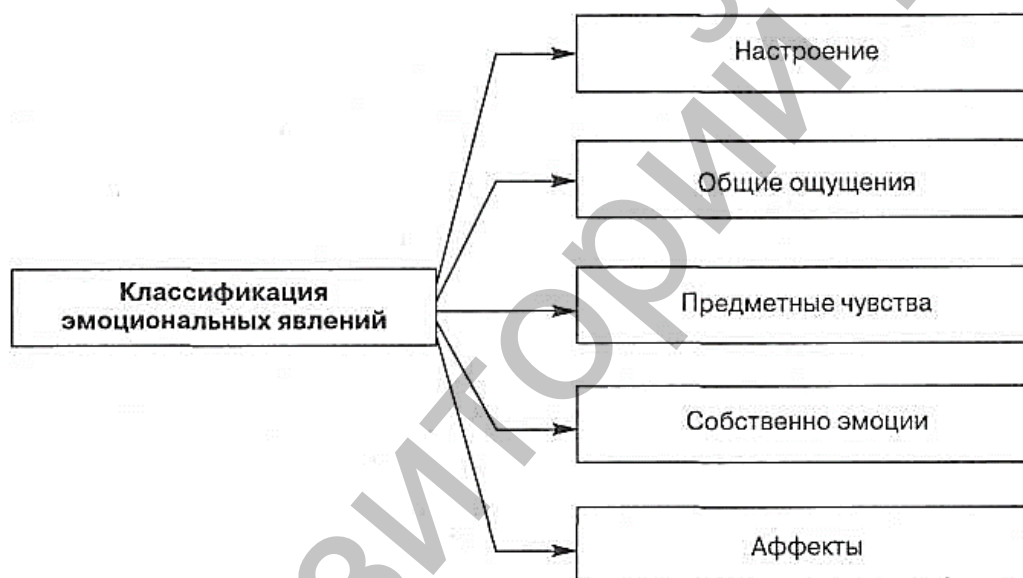 Настроение
Общие ощущения
Классификация
эмоциональных явлений
Предметные чувства
Собственно эмоции
Аффекты